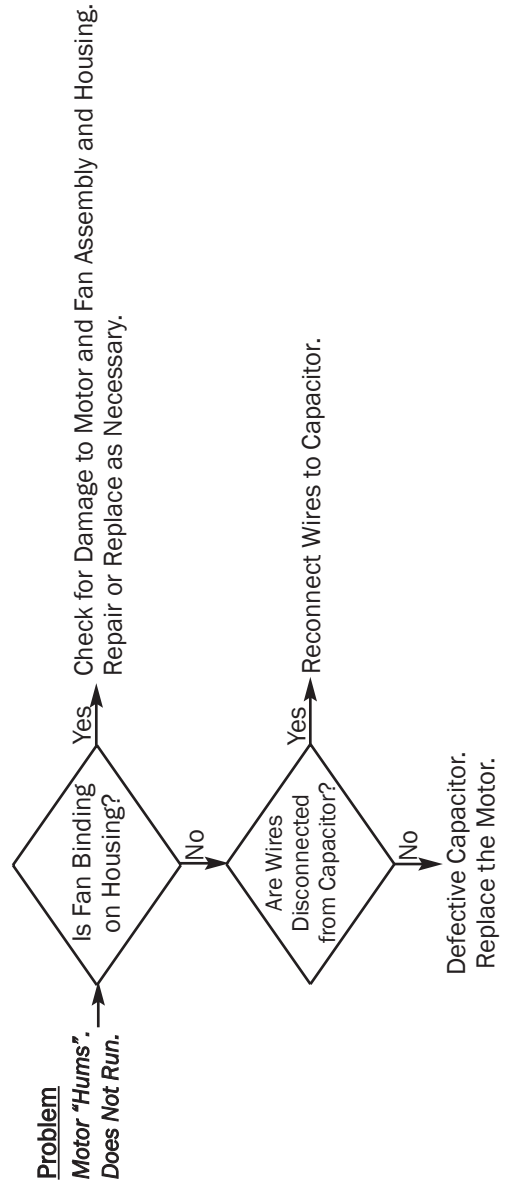 Problem
Motor “Hums”.
Does Not Run.
Is Fan Binding
on Housing?
Yes
Check for Damage to Motor and Fan Assembly and Housing.
Repair or Replace as Necessary.
No
Are Wires
Disconnected
from Capacitor?
Yes
Reconnect Wires to Capacitor.
No
Defective Capacitor.
Replace the Motor.